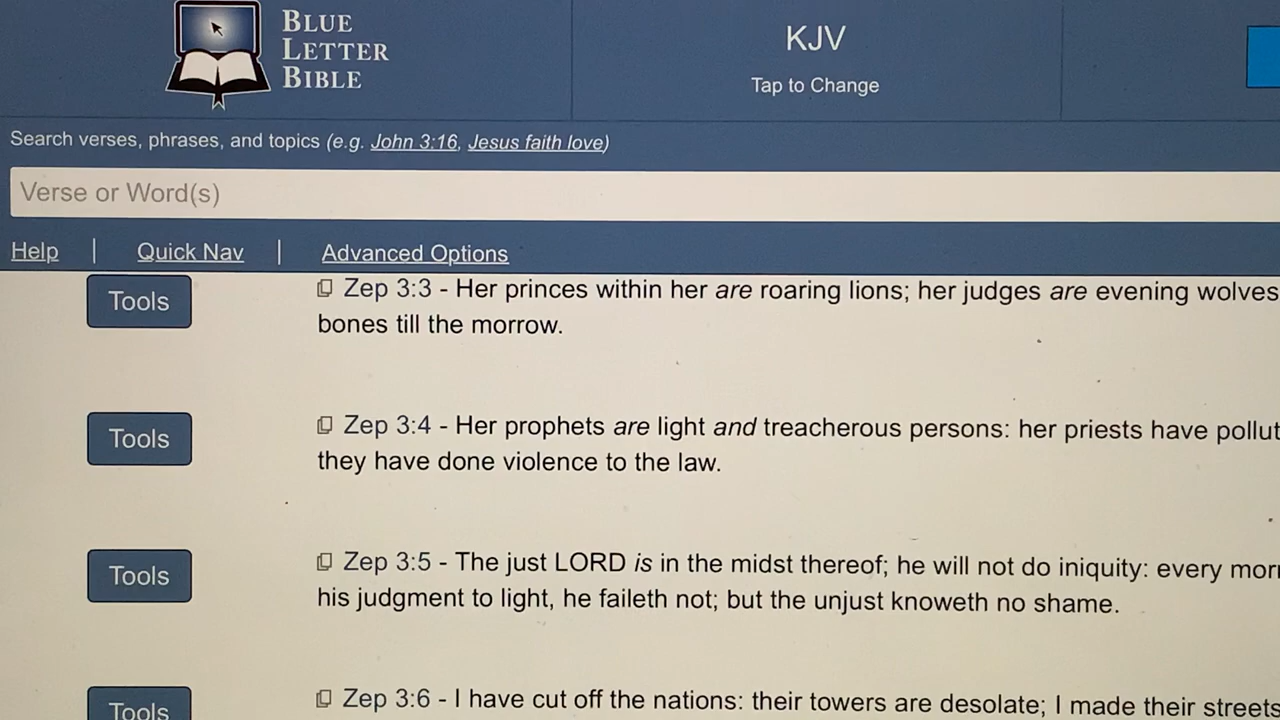 BLUE
LETTER
BIBLE
KJV
Tap to Change
Search verses, phrases, and topics (e.g. John 3:16, Jesus faith love)
Verse or Word(s)
Help | Quick Nav | Advanced Options
Tools
Zep 3:3 - Her princes within her are roaring lions; her judges are evening wolves
bones till the morrow.
Tools
Zep 3:4 - Her prophets are light and treacherous persons: her priests have pollut
they have done violence to the law.
Tools
Zep 3:5 - The just LORD is in the midst thereof; he will not do iniquity: every mor
his judgment to light, he faileth not; but the unjust knoweth no shame.
Tools
Zep 3:6 - I have cut off the nations: their towers are desolate; I made their streets